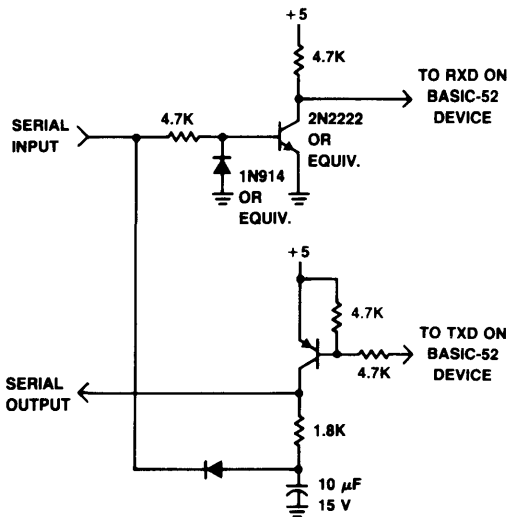 +5
4.7K
TO RXD ON
BASIC-52
DEVICE
SERIAL
INPUT
4.7K
2N2222
OR
EQUIV.
1N914
OR
EQUIV.
+5
4.7K
TO TXD ON
BASIC-52
DEVICE
4.7K
SERIAL
OUTPUT
1.8K
10 µF
15 V